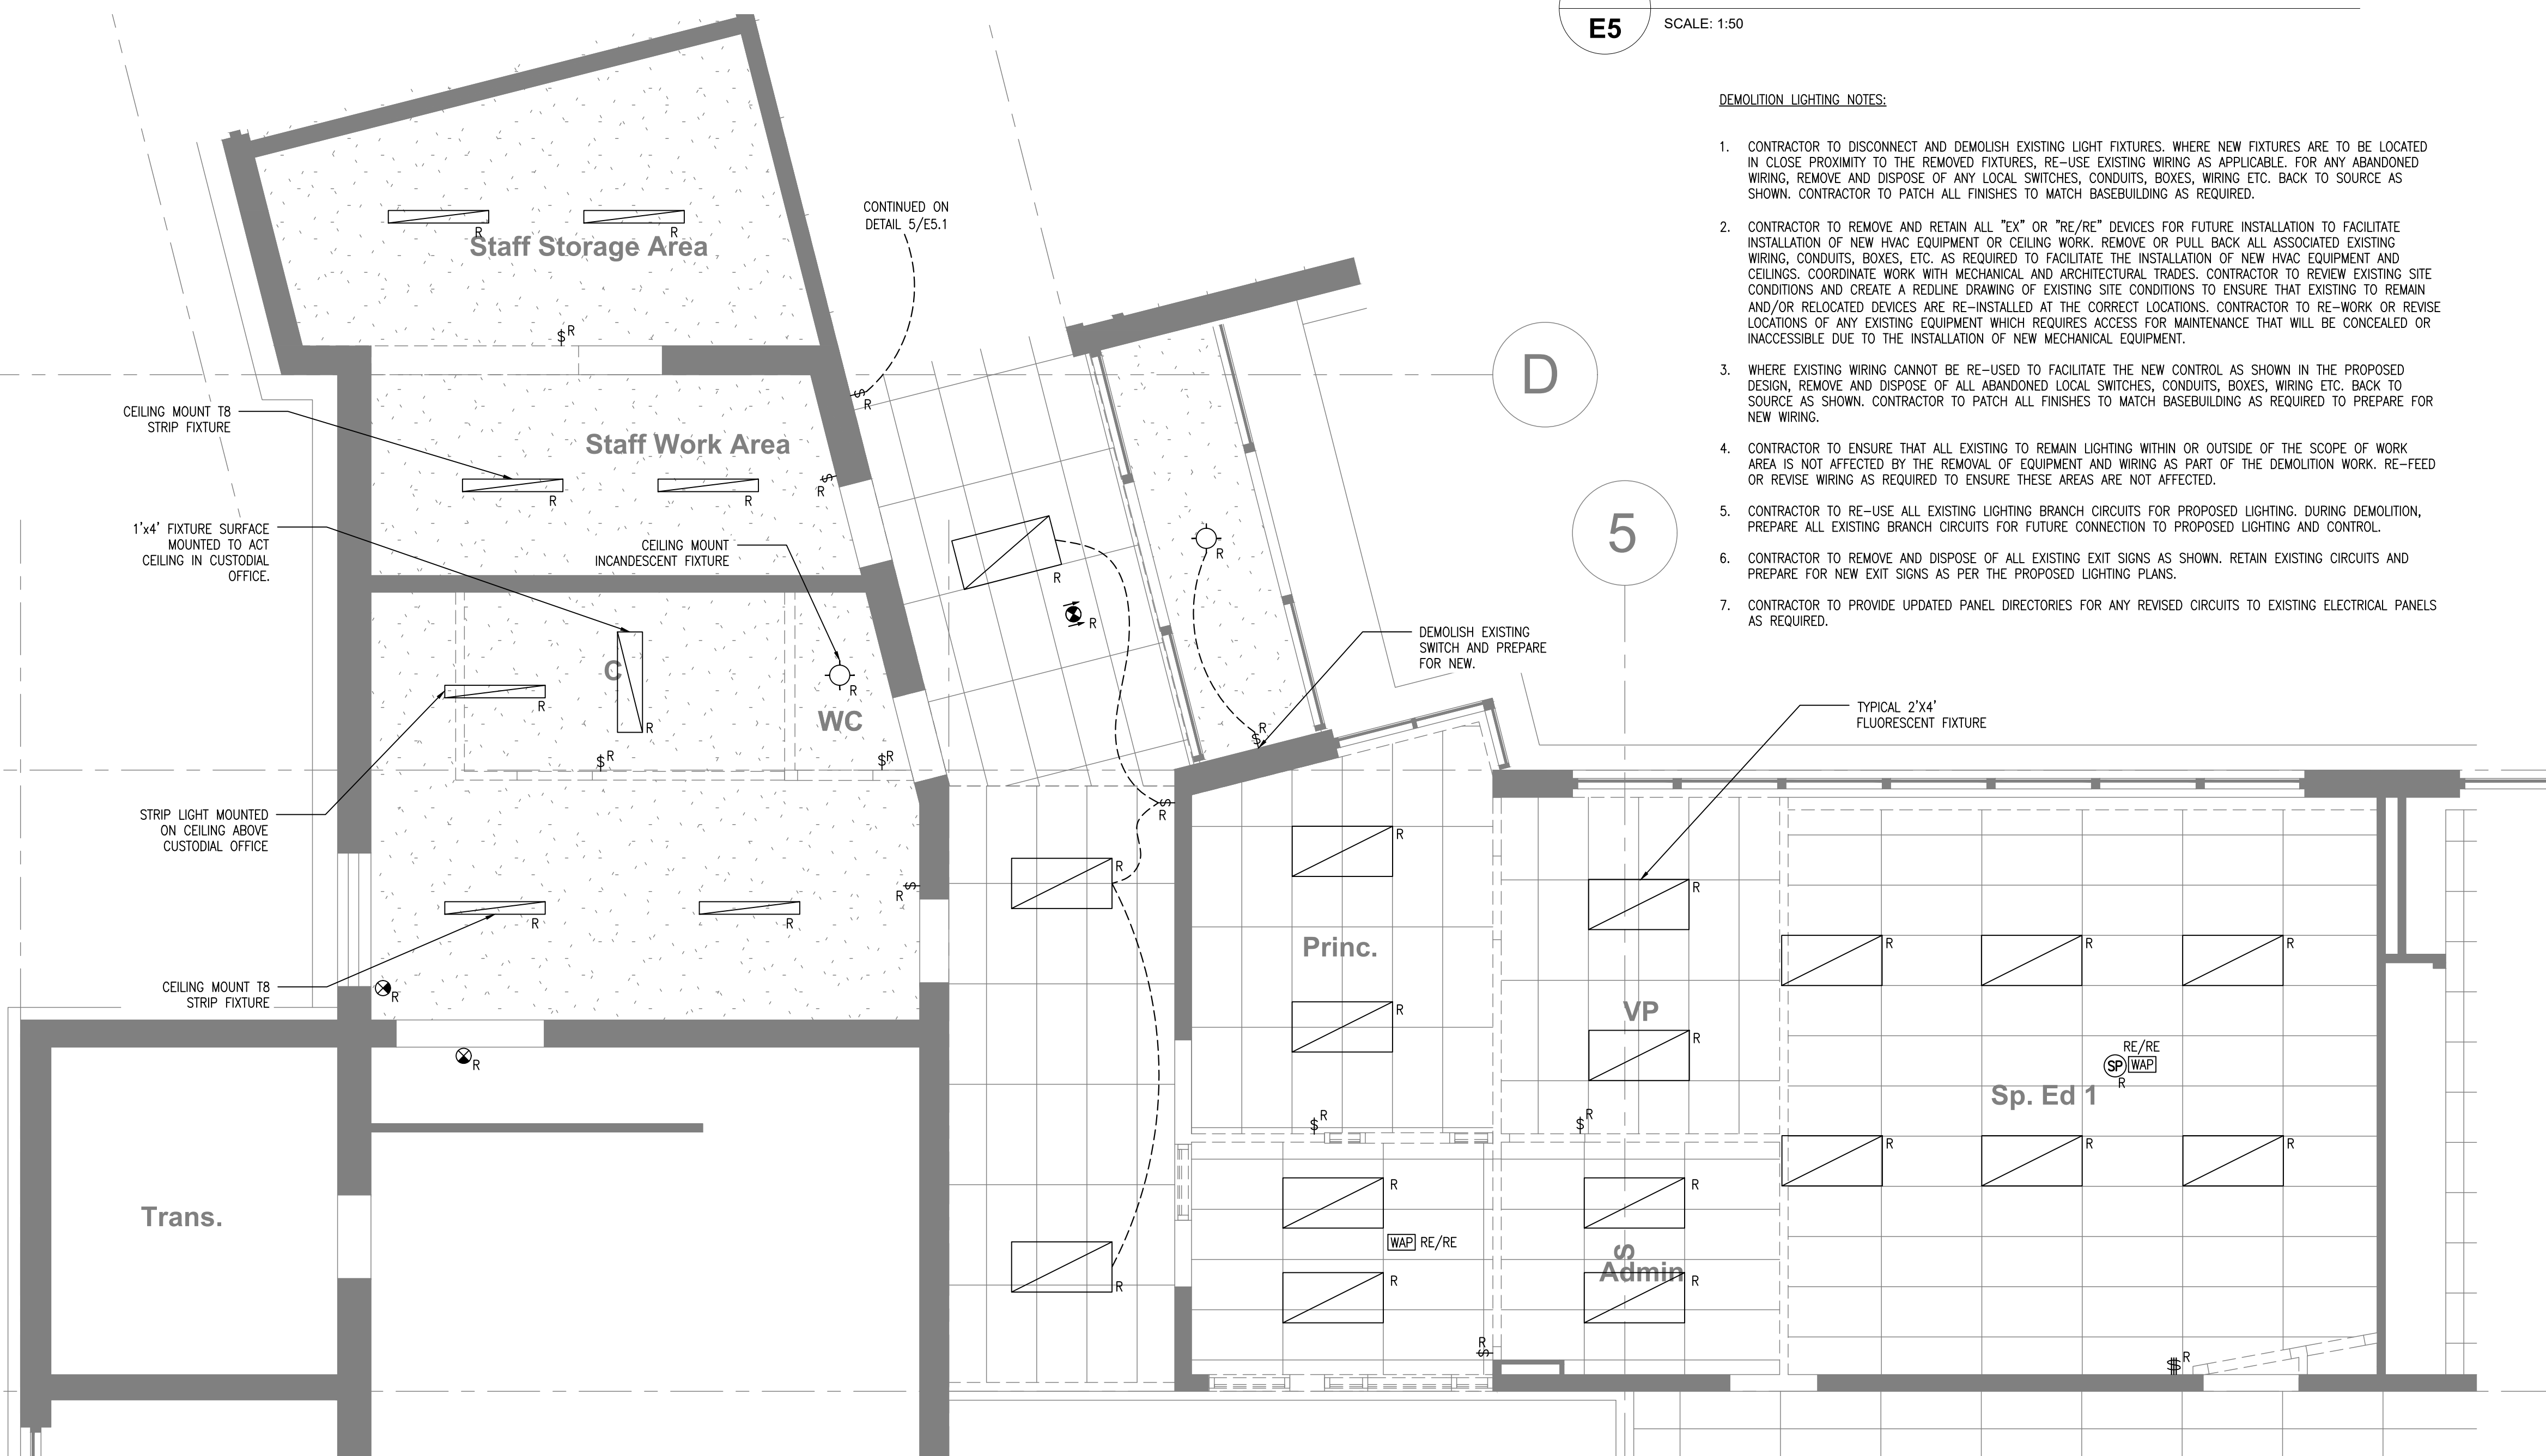 E5
SCALE: 1:50
DEMOLITION LIGHTING NOTES:
1. CONTRACTOR TO DISCONNECT AND DEMOLISH EXISTING LIGHT FIXTURES. WHERE NEW FIXTURES ARE TO BE LOCATED
IN CLOSE PROXIMITY TO THE REMOVED FIXTURES, RE-USE EXISTING WIRING AS APPLICABLE. FOR ANY ABANDONED
WIRING, REMOVE AND DISPOSE OF ANY LOCAL SWITCHES, CONDUITS, BOXES, WIRING ETC. BACK TO SOURCE AS
SHOWN. CONTRACTOR TO PATCH ALL FINISHES TO MATCH BASEBUILDING AS REQUIRED.
2. CONTRACTOR TO REMOVE AND RETAIN ALL "EX" OR "RE/RE" DEVICES FOR FUTURE INSTALLATION TO FACILITATE
INSTALLATION OF NEW HVAC EQUIPMENT OR CEILING WORK. REMOVE OR PULL BACK ALL ASSOCIATED EXISTING
WIRING, CONDUITS, BOXES, ETC. AS REQUIRED TO FACILITATE THE INSTALLATION OF NEW HVAC EQUIPMENT AND
CEILINGS. COORDINATE WORK WITH MECHANICAL AND ARCHITECTURAL TRADES. CONTRACTOR TO REVIEW EXISTING SITE
CONDITIONS AND CREATE A REDLINE DRAWING OF EXISTING SITE CONDITIONS TO ENSURE THAT EXISTING TO REMAIN
AND/OR RELOCATED DEVICES ARE RE-INSTALLED AT THE CORRECT LOCATIONS. CONTRACTOR TO RE-WORK OR REVISE
LOCATIONS OF ANY EXISTING EQUIPMENT WHICH REQUIRES ACCESS FOR MAINTENANCE THAT WILL BE CONCEALED OR
INACCESSIBLE DUE TO THE INSTALLATION OF NEW MECHANICAL EQUIPMENT.
3. WHERE EXISTING WIRING CANNOT BE RE-USED TO FACILITATE THE NEW CONTROL AS SHOWN IN THE PROPOSED
DESIGN, REMOVE AND DISPOSE OF ALL ABANDONED LOCAL SWITCHES, CONDUITS, BOXES, WIRING ETC. BACK TO
SOURCE AS SHOWN. CONTRACTOR TO PATCH ALL FINISHES TO MATCH BASEBUILDING AS REQUIRED TO PREPARE FOR
NEW WIRING.
4. CONTRACTOR TO ENSURE THAT ALL EXISTING TO REMAIN LIGHTING WITHIN OR OUTSIDE OF THE SCOPE OF WORK
AREA IS NOT AFFECTED BY THE REMOVAL OF EQUIPMENT AND WIRING AS PART OF THE DEMOLITION WORK. RE-FEED
OR REVISE WIRING AS REQUIRED TO ENSURE THESE AREAS ARE NOT AFFECTED.
5. CONTRACTOR TO RE-USE ALL EXISTING LIGHTING BRANCH CIRCUITS FOR PROPOSED LIGHTING. DURING DEMOLITION,
PREPARE ALL EXISTING BRANCH CIRCUITS FOR FUTURE CONNECTION TO PROPOSED LIGHTING AND CONTROL.
6. CONTRACTOR TO REMOVE AND DISPOSE OF ALL EXISTING EXIT SIGNS AS SHOWN. RETAIN EXISTING CIRCUITS AND
PREPARE FOR NEW EXIT SIGNS AS PER THE PROPOSED LIGHTING PLANS.
7. CONTRACTOR TO PROVIDE UPDATED PANEL DIRECTORIES FOR ANY REVISED CIRCUITS TO EXISTING ELECTRICAL PANELS
AS REQUIRED.
CONTINUED ON
DETAIL 5/E5.1
R R
Staff Storage Area
$R
$ R
D
CEILING MOUNT T8
STRIP FIXTURE
Staff Work Area
R R
$ R
5
1'x4' FIXTURE SURFACE
MOUNTED TO ACT
CEILING IN CUSTODIAL
OFFICE.
CEILING MOUNT
INCANDESCENT FIXTURE
R
R
R
DEMOLISH EXISTING
SWITCH AND PREPARE
FOR NEW.
C
R
R
R
WC
$R
$R
R
$
TYPICAL 2'X4'
FLUORESCENT FIXTURE
STRIP LIGHT MOUNTED
ON CEILING ABOVE
CUSTODIAL OFFICE
$
R
R
R
R
R $
R
R
Princ.
R R R
CEILING MOUNT T8
STRIP FIXTURE
R
R
VP
R
R
RE/RE
SP WAP
R
Sp. Ed 1
$R
$R
R R R
Trans.
R
R
WAP RE/RE
S
Admin
R
R
R
R
$
$R